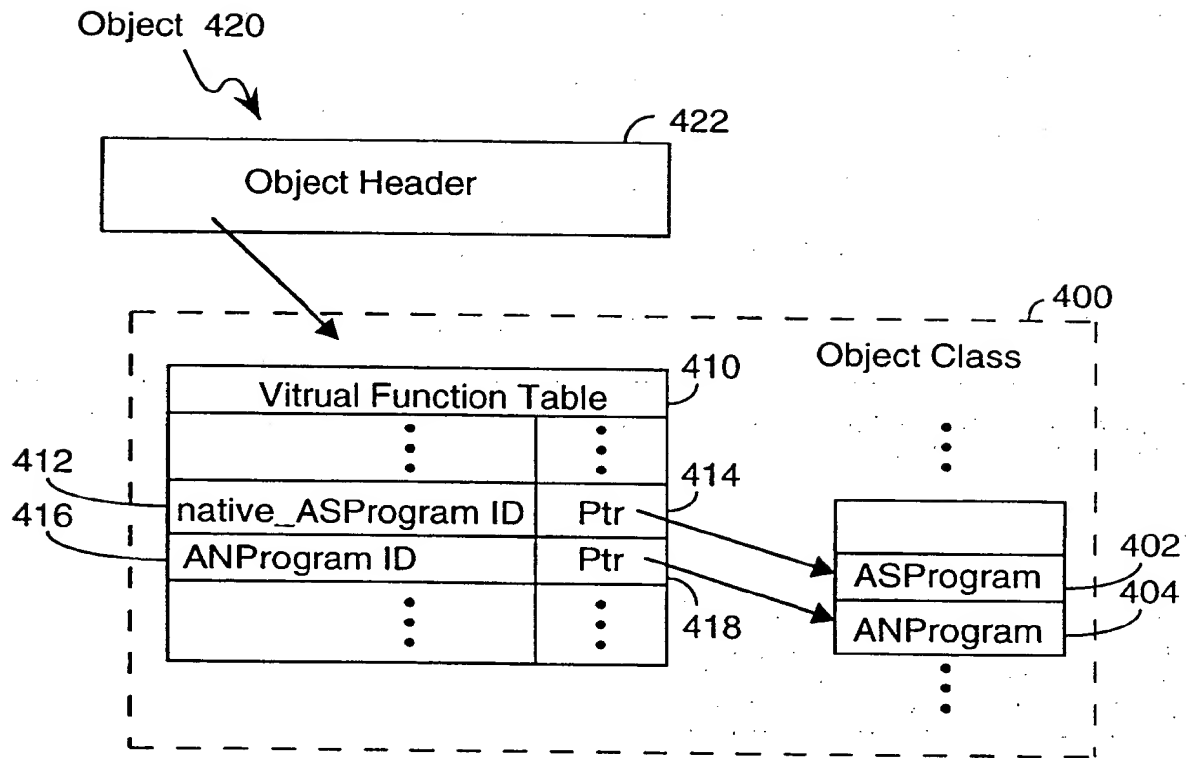 Object 420
422
Object Header
400
Object Class
410
Vitrual Function Table
412
414
native_ASProgram ID Ptr
416
ANProgram ID Ptr
418
402
ASProgram
404
ANProgram